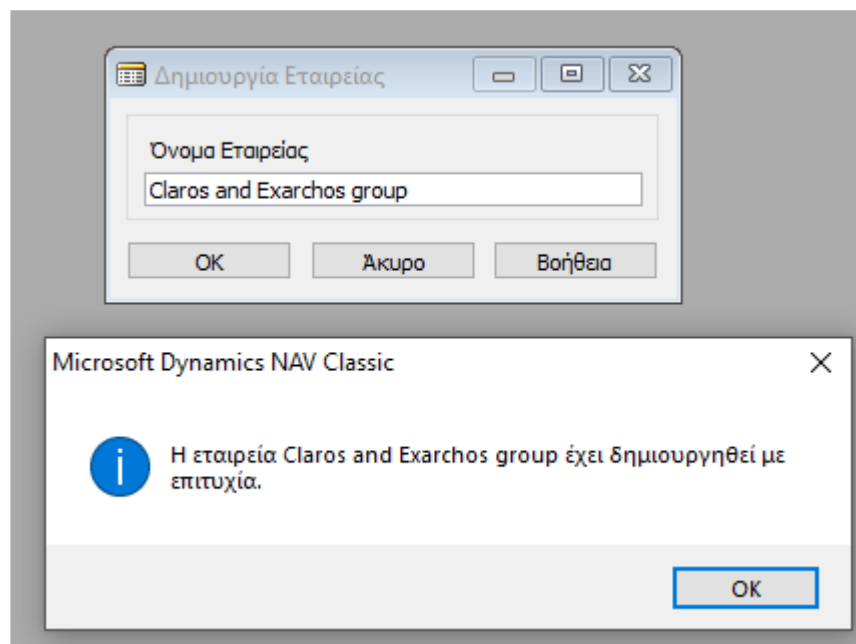 Δημιουργία Εταιρείας
Όνομα Εταιρείας
Claros and Exarchos group
OK Άκυρο Βοήθεια
Microsoft Dynamics NAV Classic
Η εταιρεία Claros and Exarchos group έχει δημιουργηθεί με
επιτυχία.
OK